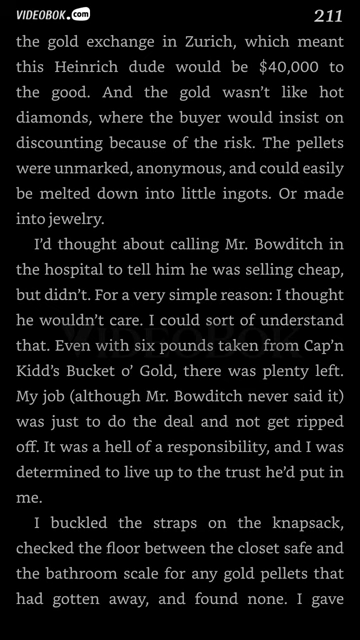 VIDEOBOK.com
211
the gold exchange in Zurich, which meant
this Heinrich dude would be $40,000 to
the good. And the gold wasn’t like hot
diamonds, where the buyer would insist on
discounting because of the risk. The pellets
were unmarked, anonymous, and could easily
be melted down into little ingots. Or made
into jewelry.
I’d thought about calling Mr. Bowditch in
the hospital to tell him he was selling cheap,
but didn’t. For a very simple reason: I thought
he wouldn’t care. I could sort of understand
that. Even with six pounds taken from Cap’n
Kidd’s Bucket o’ Gold, there was plenty left.
My job (although Mr. Bowditch never said it)
was just to do the deal and not get ripped
off. It was a hell of a responsibility, and I was
determined to live up to the trust he’d put in
me.
I buckled the straps on the knapsack,
checked the floor between the closet safe and
the bathroom scale for any gold pellets that
had gotten away, and found none. I gave
VIDEOBOK